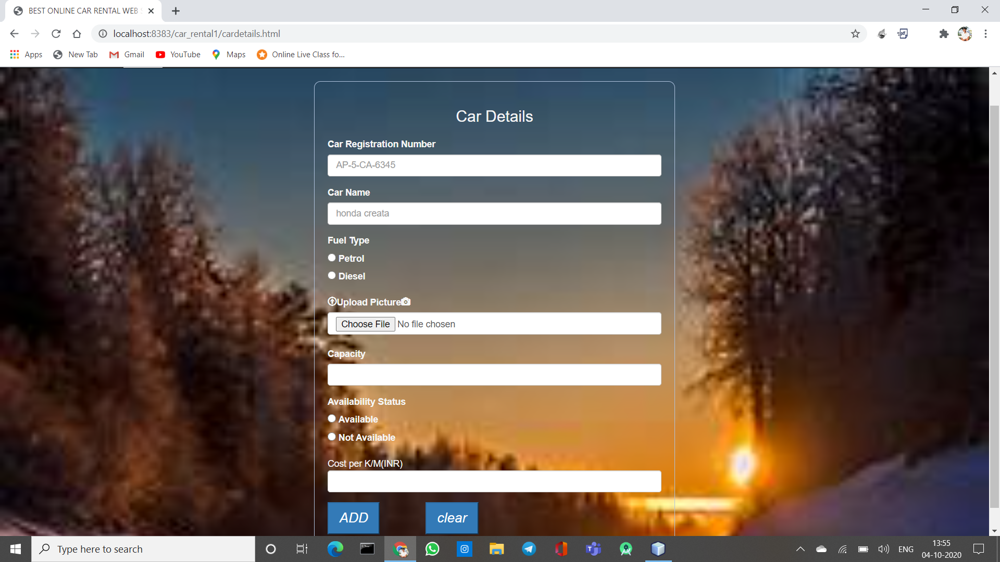 BEST ONLINE CAR RENTAL WEB
localhost:8383/car_rental1/cardetails.html
Apps New Tab Gmail YouTube Maps Online Live Class fo...
Car Details
Car Registration Number
AP-5-CA-6345
Car Name
honda creata
Fuel Type
Petrol
Diesel
Upload Picture
Choose File No file chosen
Capacity
Availability Status
Available
Not Available
Cost per K/M(INR)
ADD clear
Type here to search
ENG
13:55
04-10-2020